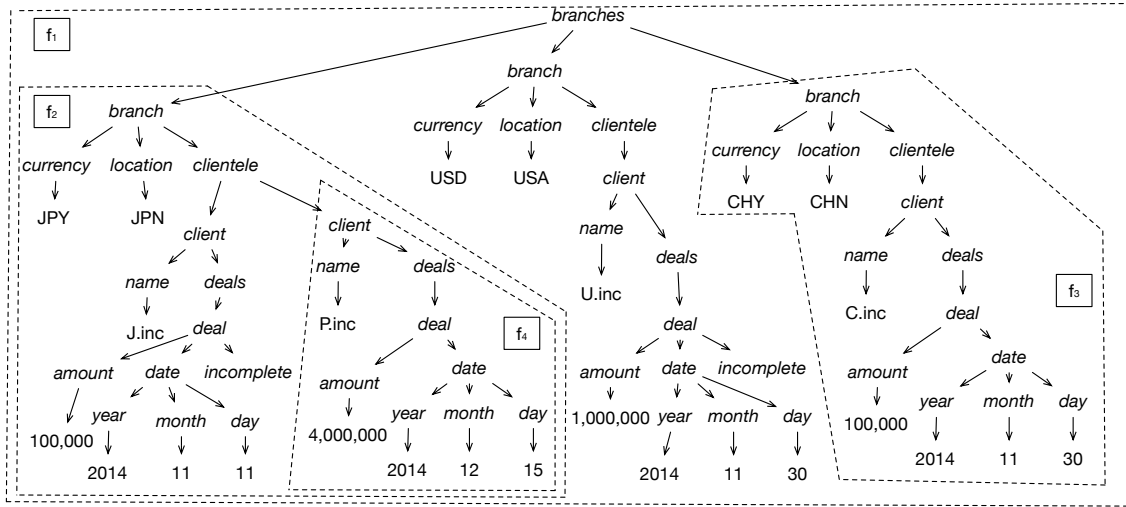 branches
f₁
branch
f₂
branch
branch
currency location clientele
currency location clientele
currency location clientele
JPY JPN
USD USA
client
CHY CHN
client
client
client
name deals
name deals
name deals
name deals
J.inc
P.inc
U.inc
C.inc
f₃
deal
deal
deal
deal
f₄
amount date incomplete
amount date
amount date incomplete
amount date
100,000 year month day
4,000,000 year month day
1,000,000 year month day
100,000 year month day
2014 11 11
2014 12 15
2014 11 30
2014 11 30